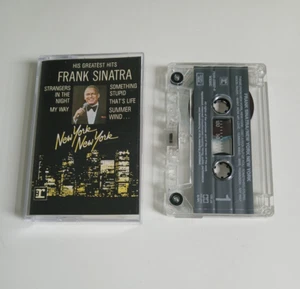 HIS GREATEST HITS
FRANK SINATRA
STRANGERS
IN THE
NIGHT
MY WAY
SOMETHING
STUPID
THAT'S LIFE
SUMMER
WIND...
New York
New York
1